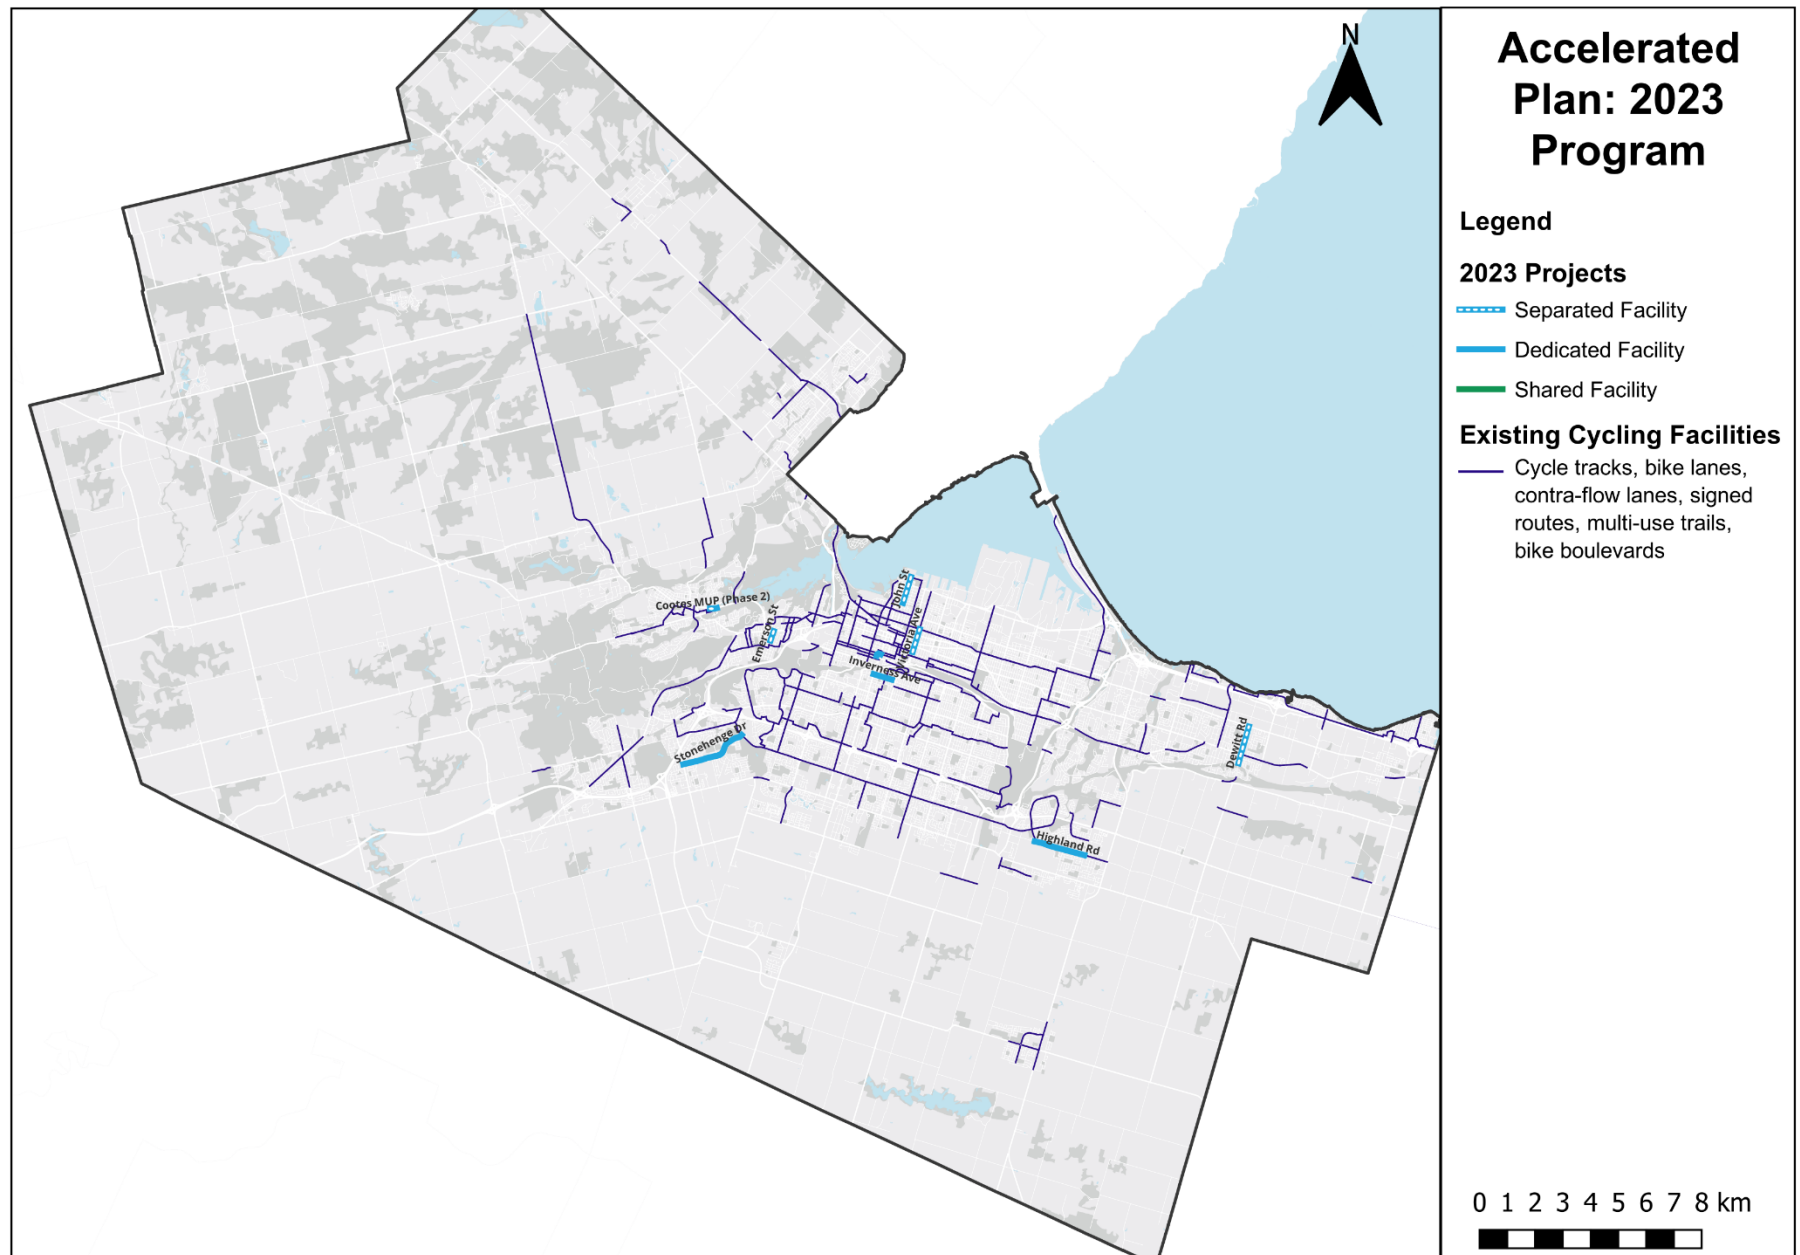 N
Accelerated
Plan: 2023
Program
Legend
2023 Projects
Separated Facility
Dedicated Facility
Shared Facility
Existing Cycling Facilities
Cycle tracks, bike lanes,
contra-flow lanes, signed
routes, multi-use trails,
bike boulevards
John St
Cootes MUP (Phase 2)
Emerson St
Victoria Ave
Inverness Ave
Stonehenge Dr
Dewitt Rd
Highland Rd
0 1 2 3 4 5 6 7 8 km